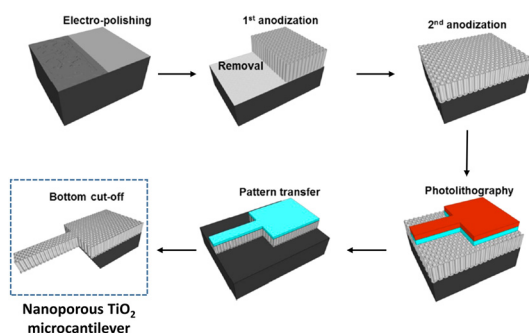 Electro-polishing
1st anodization
Removal
2nd anodization
Photolithography
Pattern transfer
Bottom cut-off
Nanoporous TiO2
microcantilever